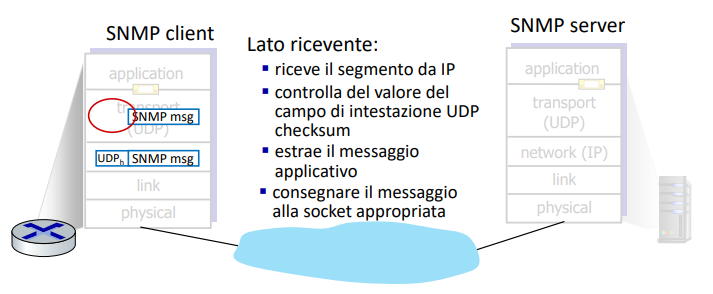 SNMP client
application
transport
(UDP)
SNMP msg
UDPh SNMP msg
link
physical
Lato ricevente:
▪ riceve il segmento da IP
▪ controlla del valore del
campo di intestazione UDP
checksum
▪ estrae il messaggio
applicativo
▪ consegnare il messaggio
alla socket appropriata
SNMP server
application
transport
(UDP)
network (IP)
link
physical